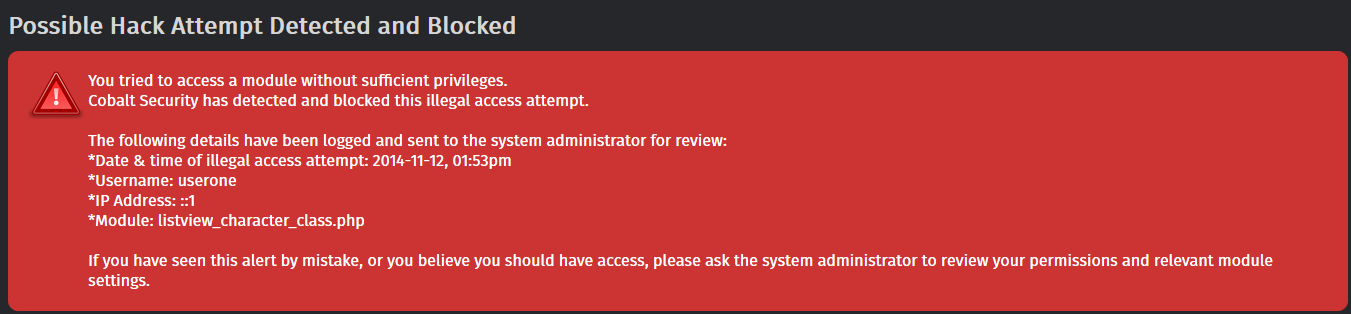 Possible Hack Attempt Detected and Blocked
You tried to access a module without sufficient privileges.
Cobalt Security has detected and blocked this illegal access attempt.
The following details have been logged and sent to the system administrator for review:
*Date & time of illegal access attempt: 2014-11-12, 01:53pm
*Username: userone
*IP Address: ::1
*Module: listview_character_class.php
If you have seen this alert by mistake, or you believe you should have access, please ask the system administrator to review your permissions and relevant module
settings.